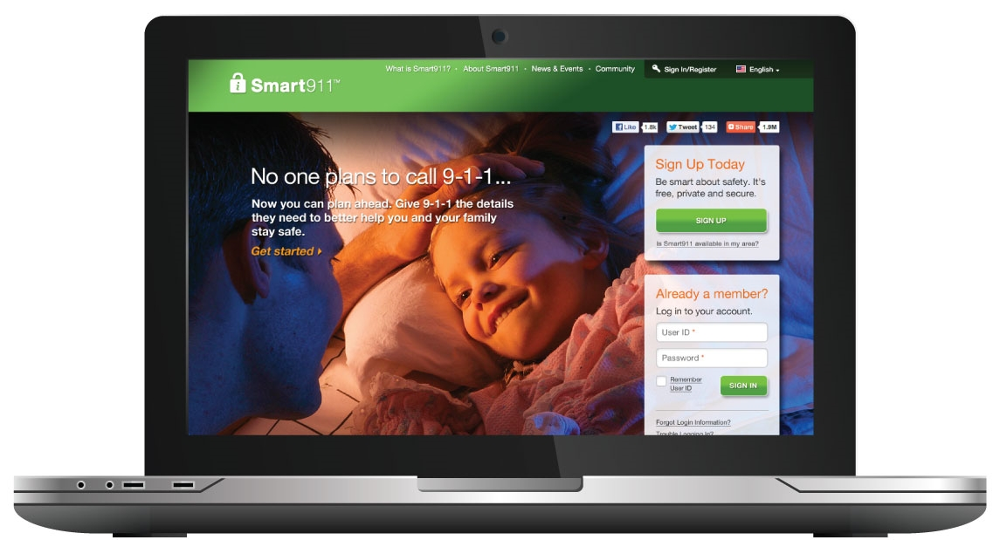 What is Smart911? • About Smart911 • News & Events • Community
Sign In/Register
English
Smart911™
Like 1.8k
Tweet 134
Share 1.9M
No one plans to call 9-1-1...
Now you can plan ahead. Give 9-1-1 the details
they need to better help you and your family
stay safe.
Get started
Sign Up Today
Be smart about safety. It's
free, private and secure.
SIGN UP
Is Smart911 available in my area?
Already a member?
Log in to your account.
User ID *
Password *
Remember
User ID
SIGN IN
Forgot Login Information?
Trouble Logging In?